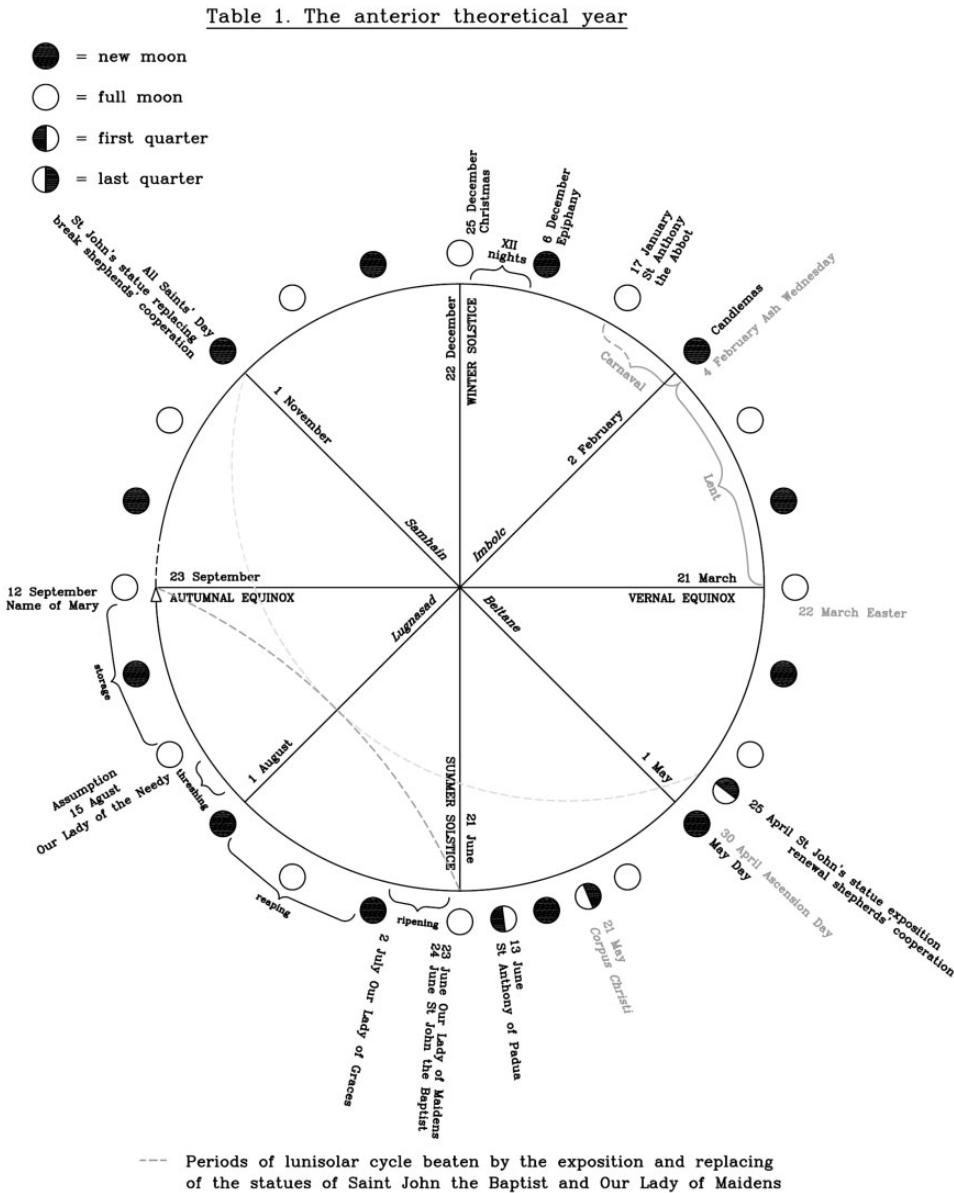 Table 1. The anterior theoretical year
= new moon
= full moon
= first quarter
= last quarter
25 December
Christmas
XII
nights
6 December
Epiphany
17 January
St Anthony
the Abbot
Candlemas
4 February Ash Wednesday
Carnaval
Lent
St John's statue replacing
break shephends' cooperation
All Saints' Day
22 December
WINTER SOLSTICE
1 November
2 February
Samhain
Imbolc
23 September
AUTUMNAL EQUINOX
21 March
VERNAL EQUINOX
12 September
Name of Mary
22 March Easter
Lugnasad
Beltane
storage
1 August
SUMMER SOLSTICE
21 June
1 May
Assumption
15 Agust
Our Lady of the Needy
threshing
reaping
ripening
25 April St John's statue exposition
renewal shepherds' cooperation
May Day
30 April Ascension Day
21 May
Corpus Christi
13 June
St Anthony of Padua
23 June Our Lady of Maidens
24 June St John the Baptist
2 July Our Lady of Graces
--- Periods of lunisolar cycle beaten by the exposition and replacing
of the statues of Saint John the Baptist and Our Lady of Maidens